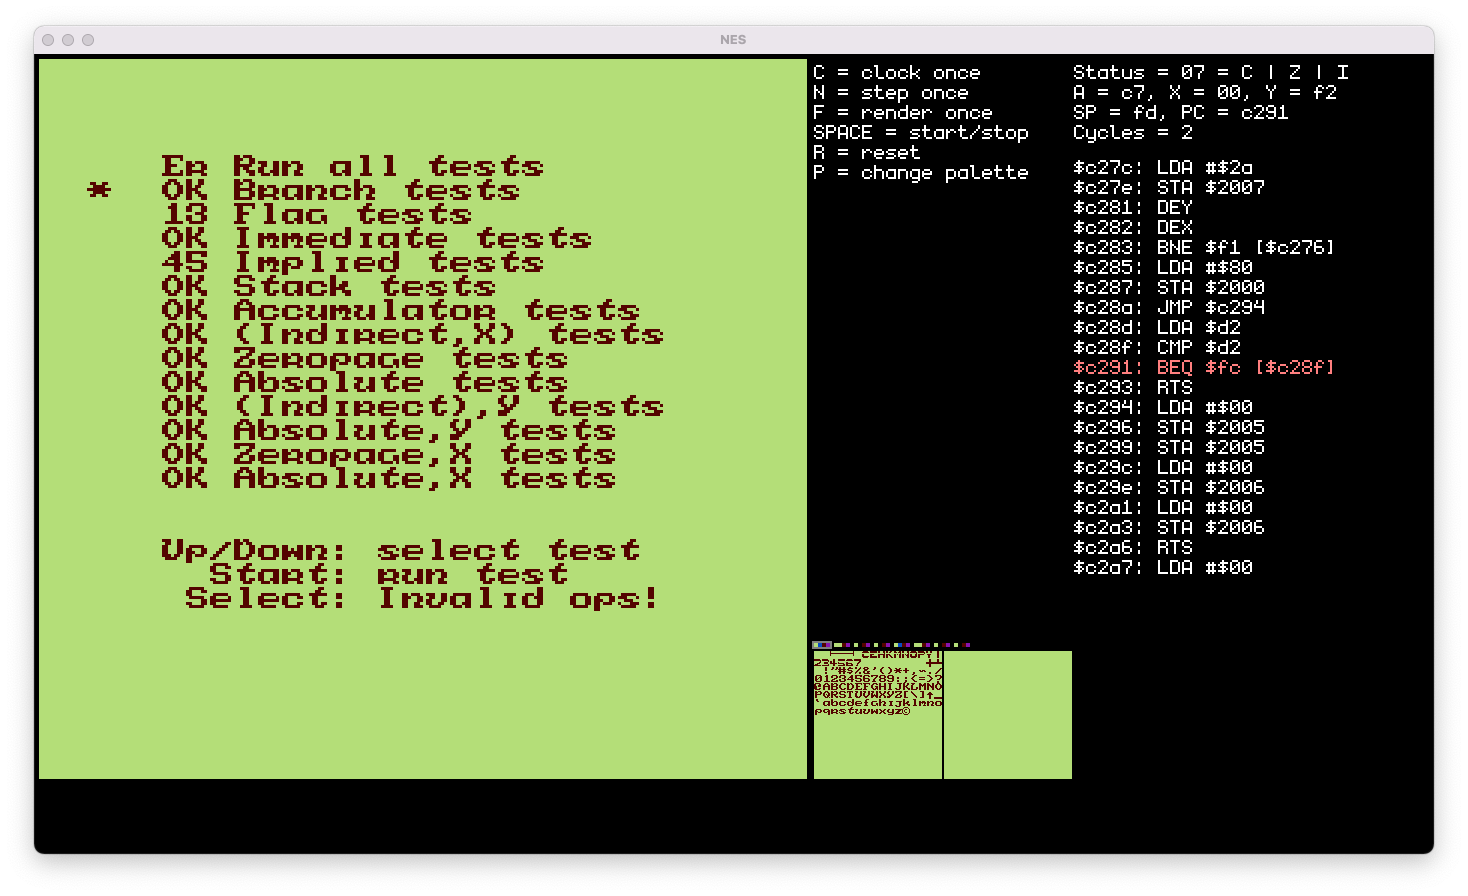 NES
Er Run all tests
* OK Branch tests
13 Flag tests
OK Immediate tests
45 Implied tests
OK Stack tests
OK Accumulator tests
OK (Indirect,X) tests
OK Zeropage tests
OK Absolute tests
OK (Indirect),Y tests
OK Absolute,Y tests
OK Zeropage,X tests
OK Absolute,X tests
Up/Down: select test
Start: run test
Select: Invalid ops!
C = clock once
N = step once
F = render once
SPACE = start/stop
R = reset
P = change palette
Status = 07 = C | Z | I
A = c7, X = 00, Y = f2
SP = fd, PC = c291
Cycles = 2
$c27c: LDA #$2a
$c27e: STA $2007
$c281: DEY
$c282: DEX
$c283: BNE $f1 [$c276]
$c285: LDA #$80
$c287: STA $2000
$c28a: JMP $c294
$c28d: LDA $d2
$c28f: CMP $d2
$c291: BEQ $fc [$c28f]
$c293: RTS
$c294: LDA #$00
$c296: STA $2005
$c299: STA $2005
$c29c: LDA #$00
$c29e: STA $2006
$c2a1: LDA #$00
$c2a3: STA $2006
$c2a6: RTS
$c2a7: LDA #$00
234567
0123456789:;<=>?
@ABCDEFGHIJKLMNO
PQRSTUVWXYZ[\]
`abcdefghijklmno
pqrstuvwxyz©